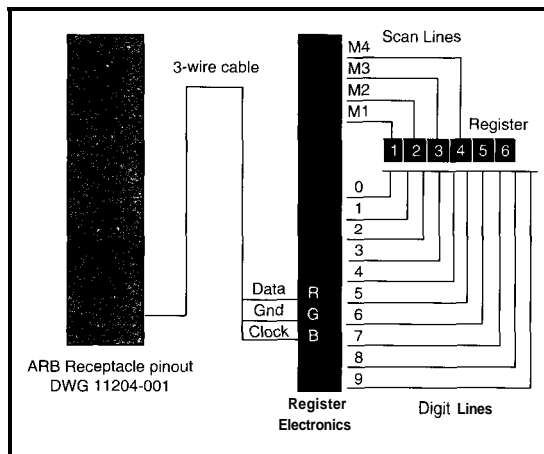 Scan Lines
M4
M3
M2
M1
3-wire cable
Register
1 2 3 4 5 6
0
1
2
3
4
5
6
7
8
9
Data R
Gnd G
Clock B
ARB Receptacle pinout
DWG 11204-001
Register
Electronics
Digit Lines